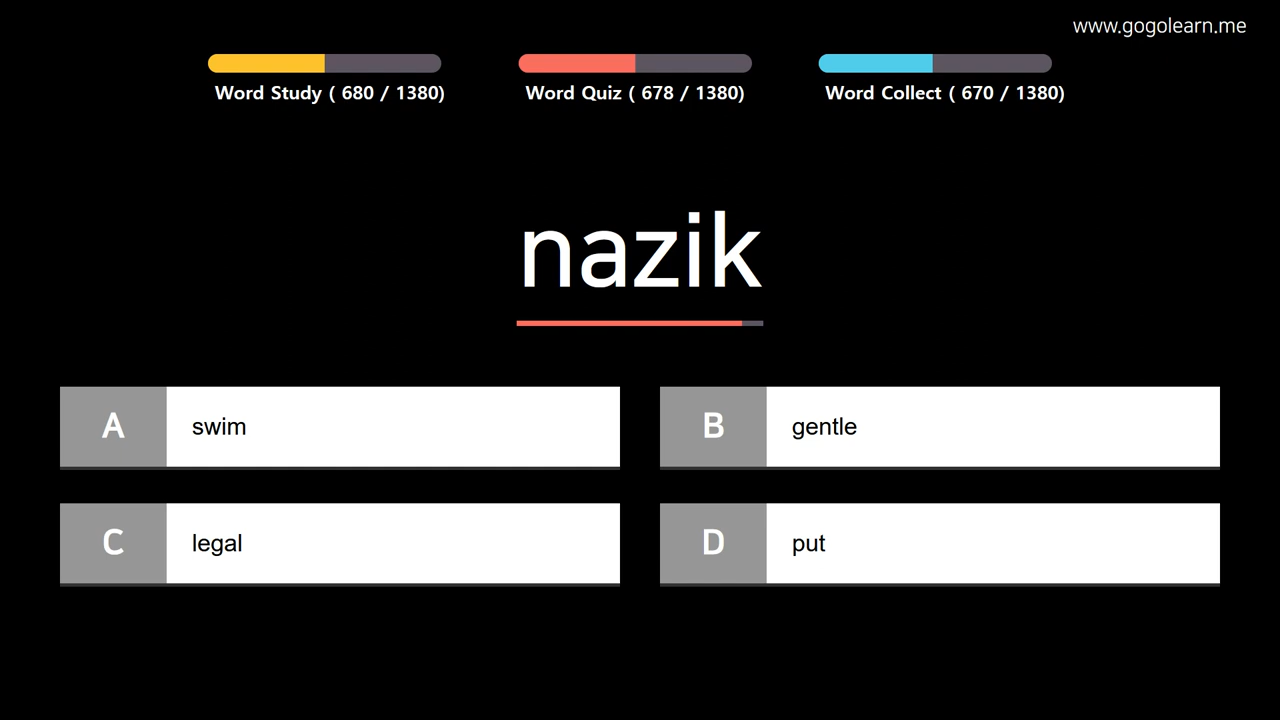 www.gogolearn.me
Word Study ( 680 / 1380)
Word Quiz ( 678 / 1380)
Word Collect ( 670 / 1380)
nazik
A swim
B gentle
C legal
D put